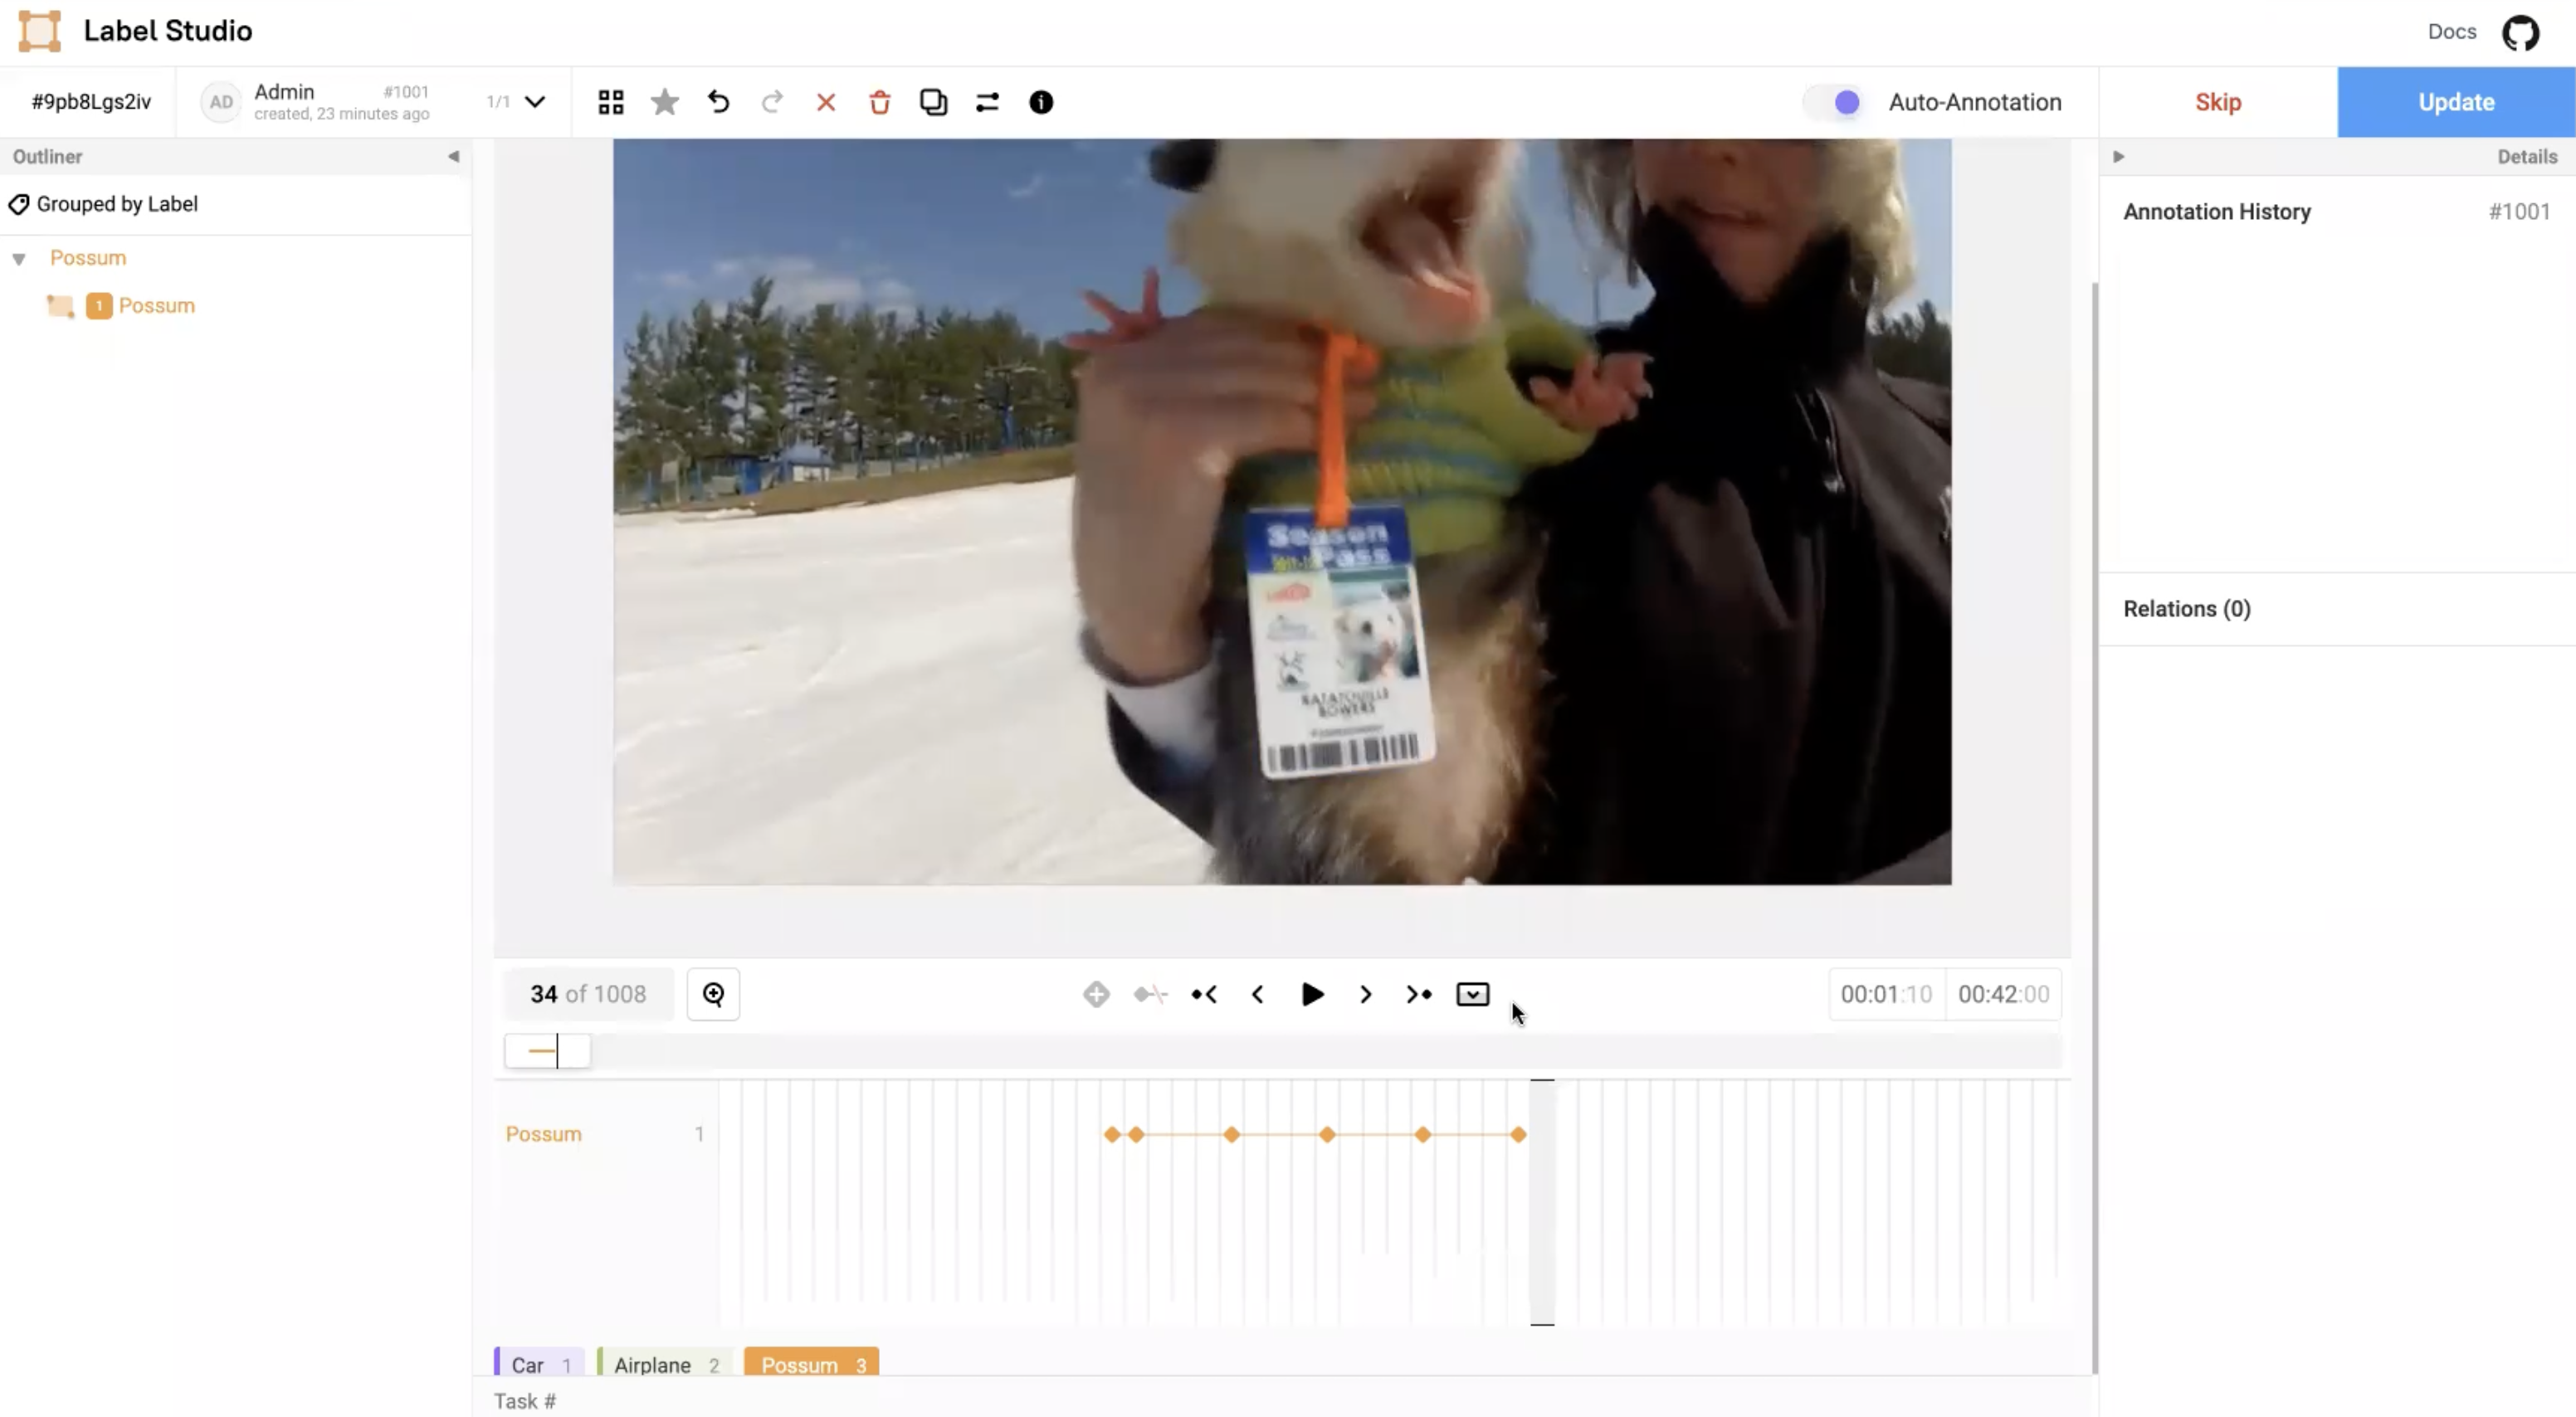 Label Studio
Docs
#9pb8Lgs2iv
AD
Admin
#1001
created, 23 minutes ago
1/1
Auto-Annotation
Skip
Update
Outliner
Details
Grouped by Label
Annotation History
#1001
Possum
1 Possum
Season
Pass
RATATOUILLE
BOWERS
Relations (0)
34 of 1008
00:01:10
00:42:00
Possum 1
Car 1
Airplane 2
Possum 3
Task #